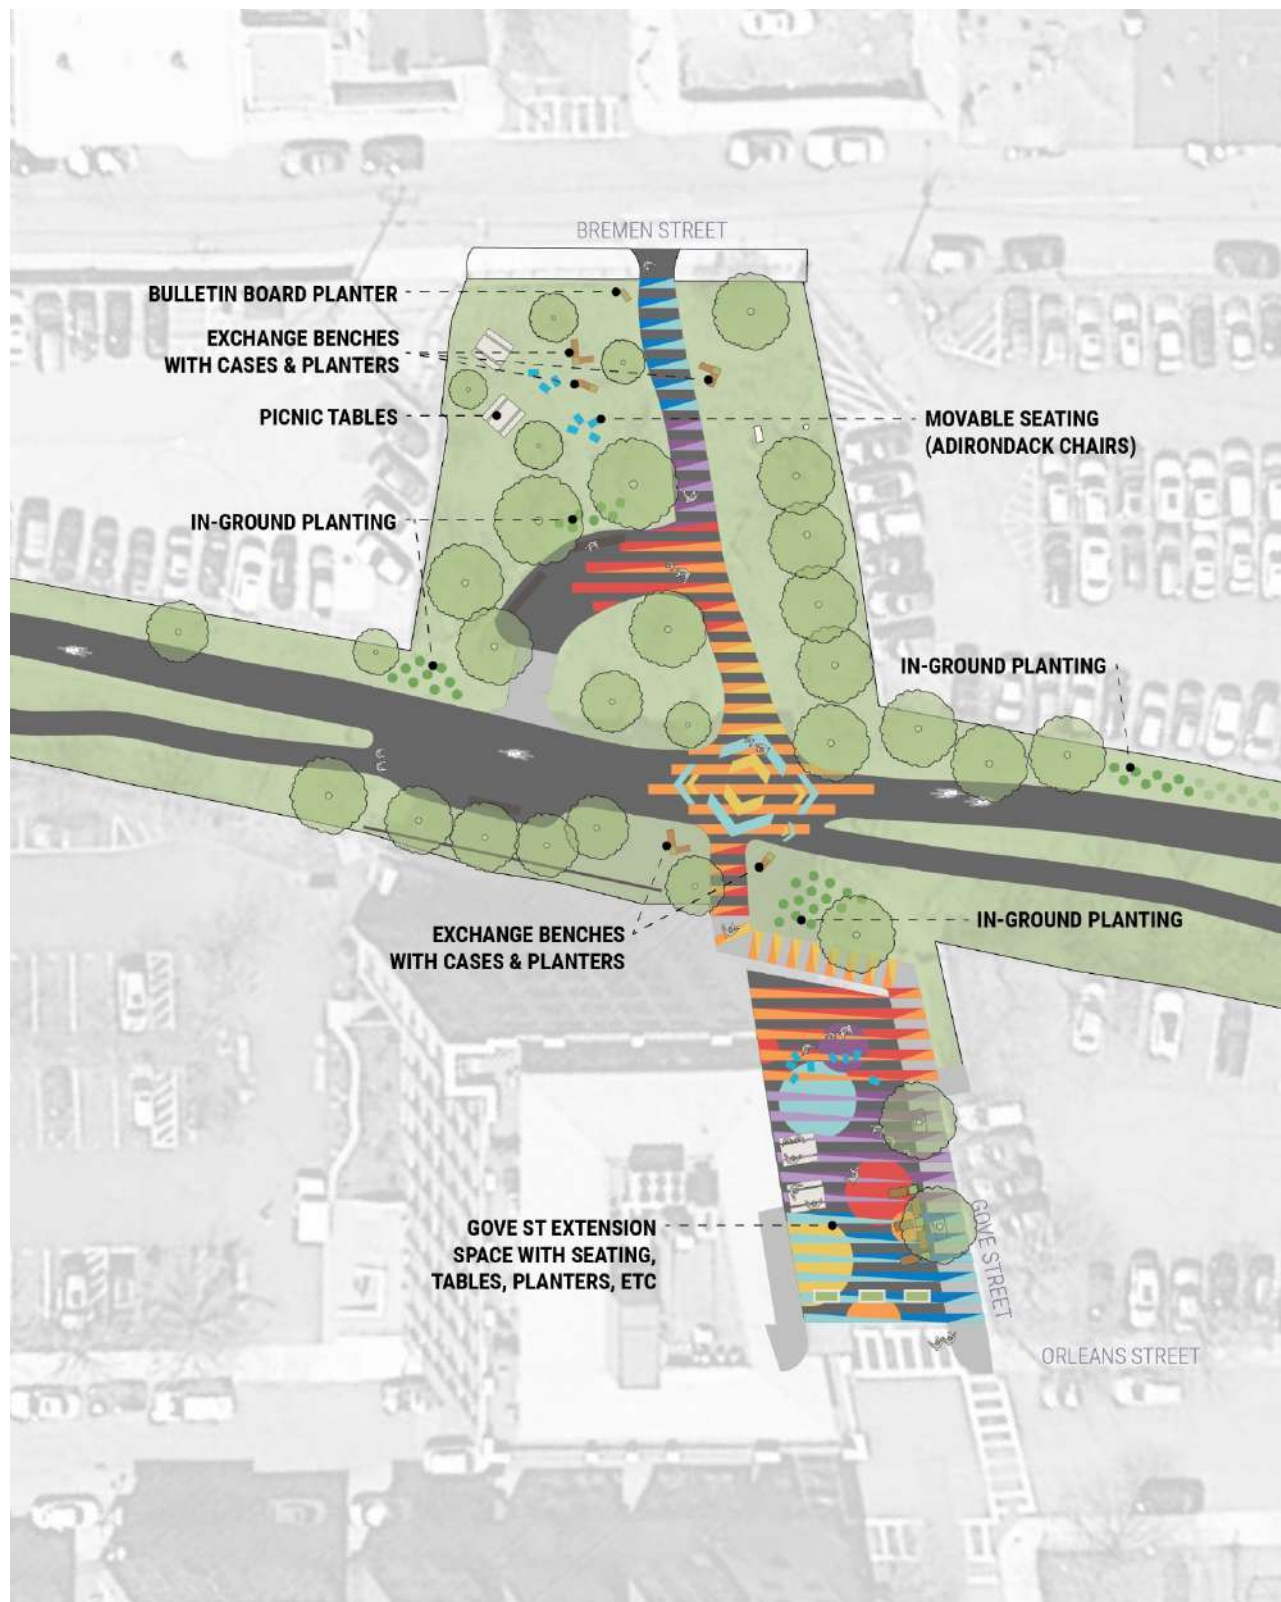 BREMEN STREET
BULLETIN BOARD PLANTER
EXCHANGE BENCHES
WITH CASES & PLANTERS
PICNIC TABLES
MOVABLE SEATING
(ADIRONDACK CHAIRS)
IN-GROUND PLANTING
IN-GROUND PLANTING
IN-GROUND PLANTING
EXCHANGE BENCHES
WITH CASES & PLANTERS
GOVE ST EXTENSION
SPACE WITH SEATING,
TABLES, PLANTERS, ETC
GOVE STREET
ORLEANS STREET